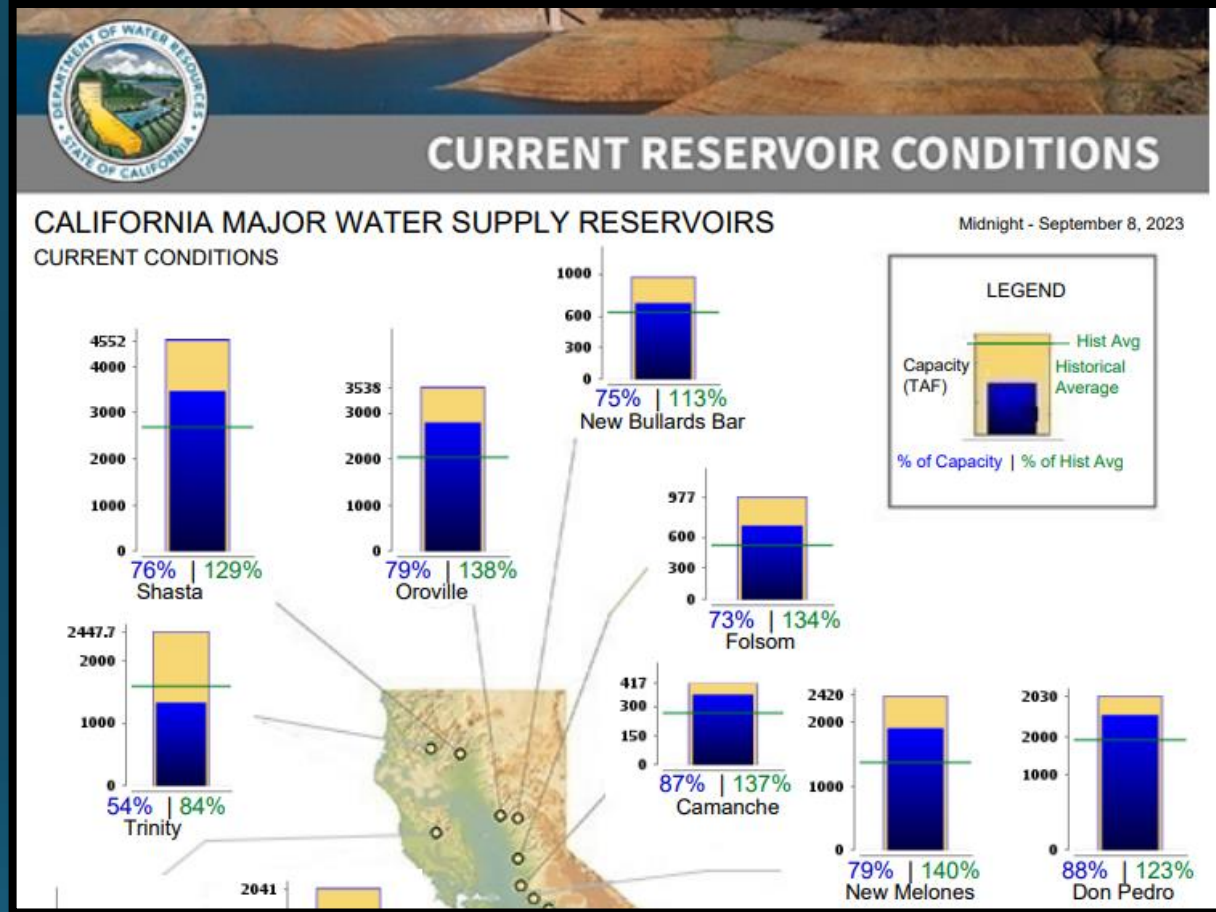 DEPARTMENT OF WATER RESOURCES
STATE OF CALIFORNIA
CURRENT RESERVOIR CONDITIONS
CALIFORNIA MAJOR WATER SUPPLY RESERVOIRS
Midnight - September 8, 2023
CURRENT CONDITIONS
LEGEND
Hist Avg
Capacity
(TAF)
Historical
Average
% of Capacity | % of Hist Avg
1000
600
300
0
75% | 113%
New Bullards Bar
4552
4000
3000
2000
1000
0
76% | 129%
Shasta
3538
3000
2000
1000
0
79% | 138%
Oroville
977
600
300
0
73% | 134%
Folsom
2447.7
2000
1000
0
54% | 84%
Trinity
417
300
150
0
87% | 137%
Camanche
2420
2000
1000
0
79% | 140%
New Melones
2030
2000
1000
0
88% | 123%
Don Pedro
2041